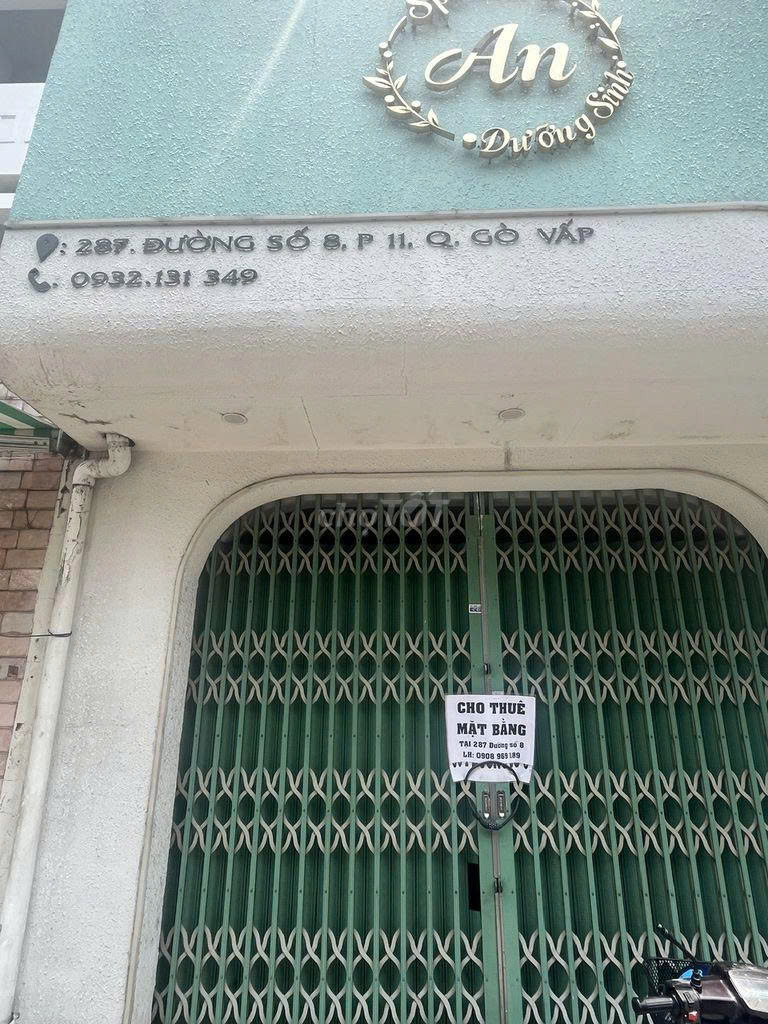 An
Dưỡng Sinh
: 287. ĐƯỜNG SỐ 8, P 11, Q. GÒ VẤP
: 0932.131 349
chợTỐT
CHO THUÊ
MẶT BẰNG
TẠI 287 Đường số 8